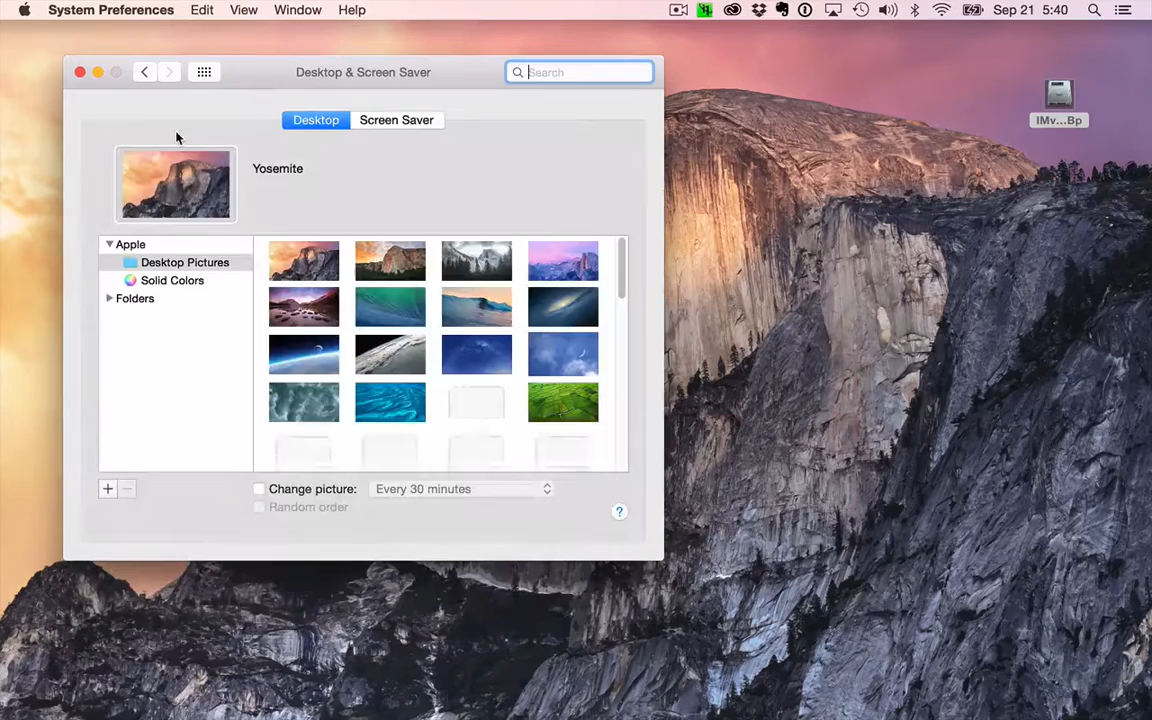 System Preferences Edit View Window Help Sep 21 5:40
Desktop & Screen Saver Search
IMv...Bp
Desktop Screen Saver
Yosemite
Apple
Desktop Pictures
Solid Colors
Folders
+ − Change picture: Every 30 minutes
Random order
?